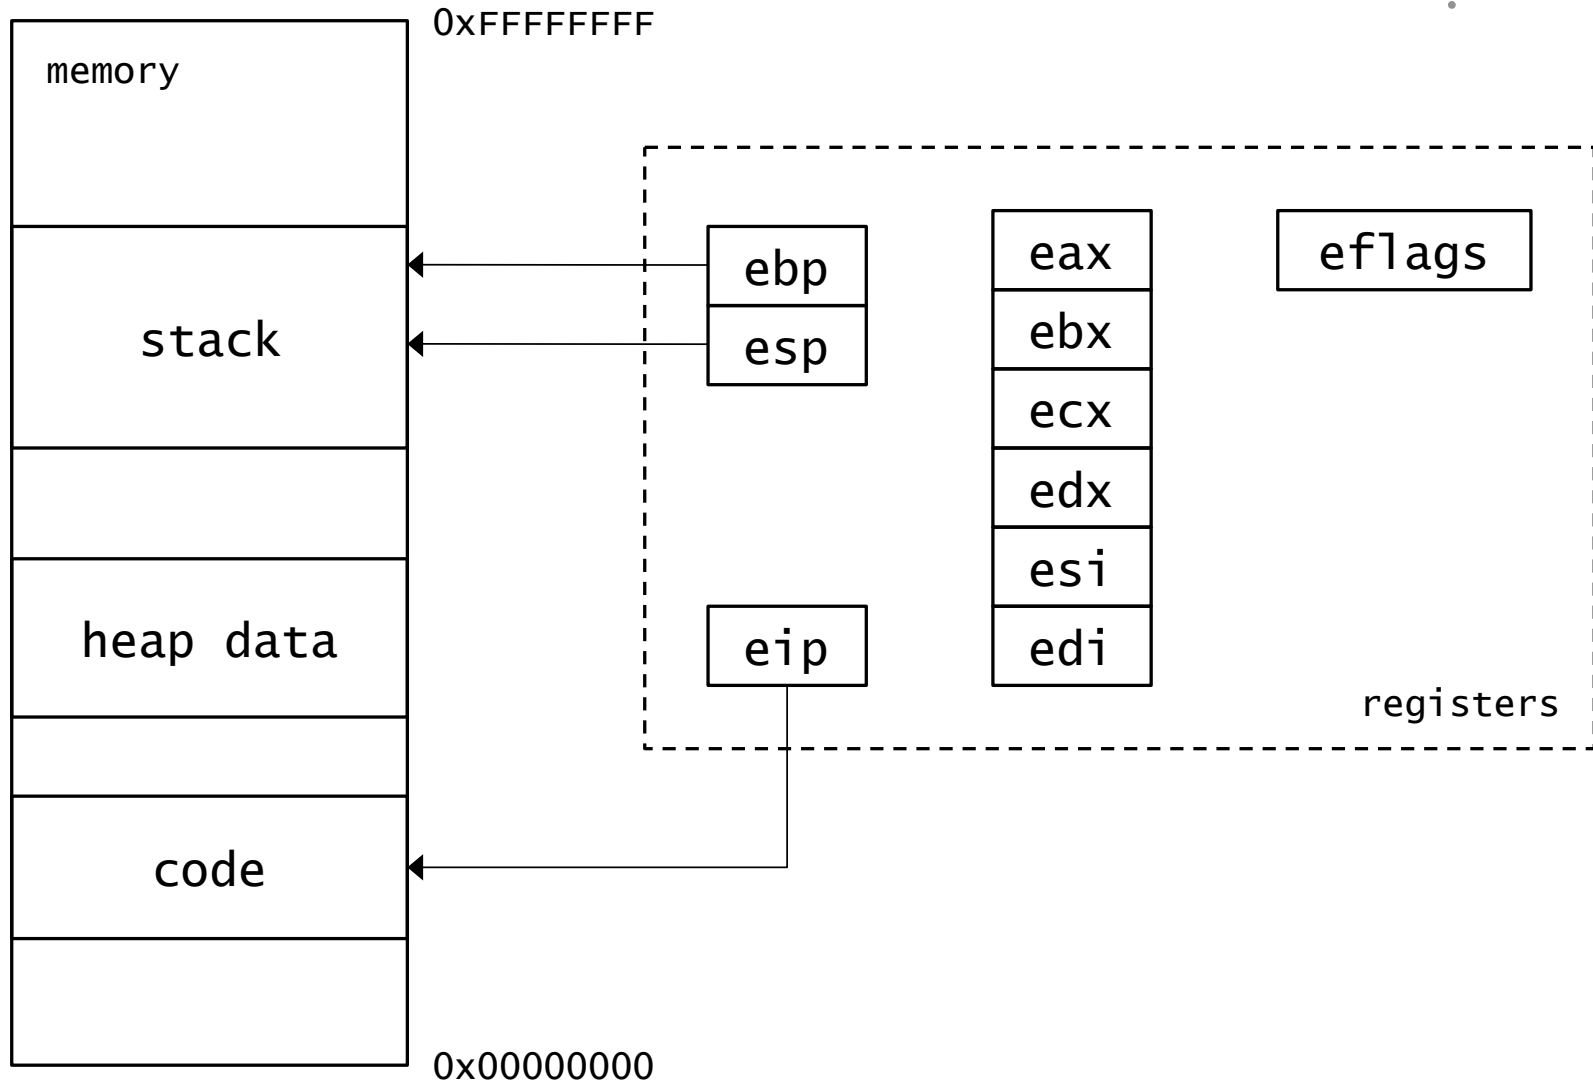 0xFFFFFFFF
memory
stack
heap data
code
0x00000000
ebp
esp
eip
eax
ebx
ecx
edx
esi
edi
eflags
registers